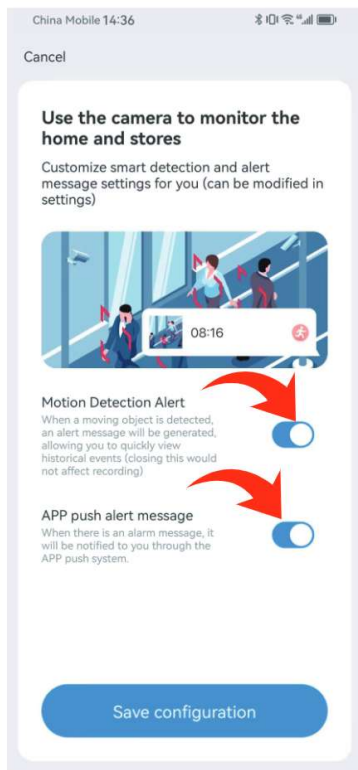 China Mobile 14:36
Cancel
Use the camera to monitor the
home and stores
Customize smart detection and alert
message settings for you (can be modified in
settings)
08:16
Motion Detection Alert
When a moving object is detected,
an alert message will be generated,
allowing you to quickly view
historical events (closing this would
not affect recording)
APP push alert message
When there is an alarm message, it
will be notified to you through the
APP push system.
Save configuration